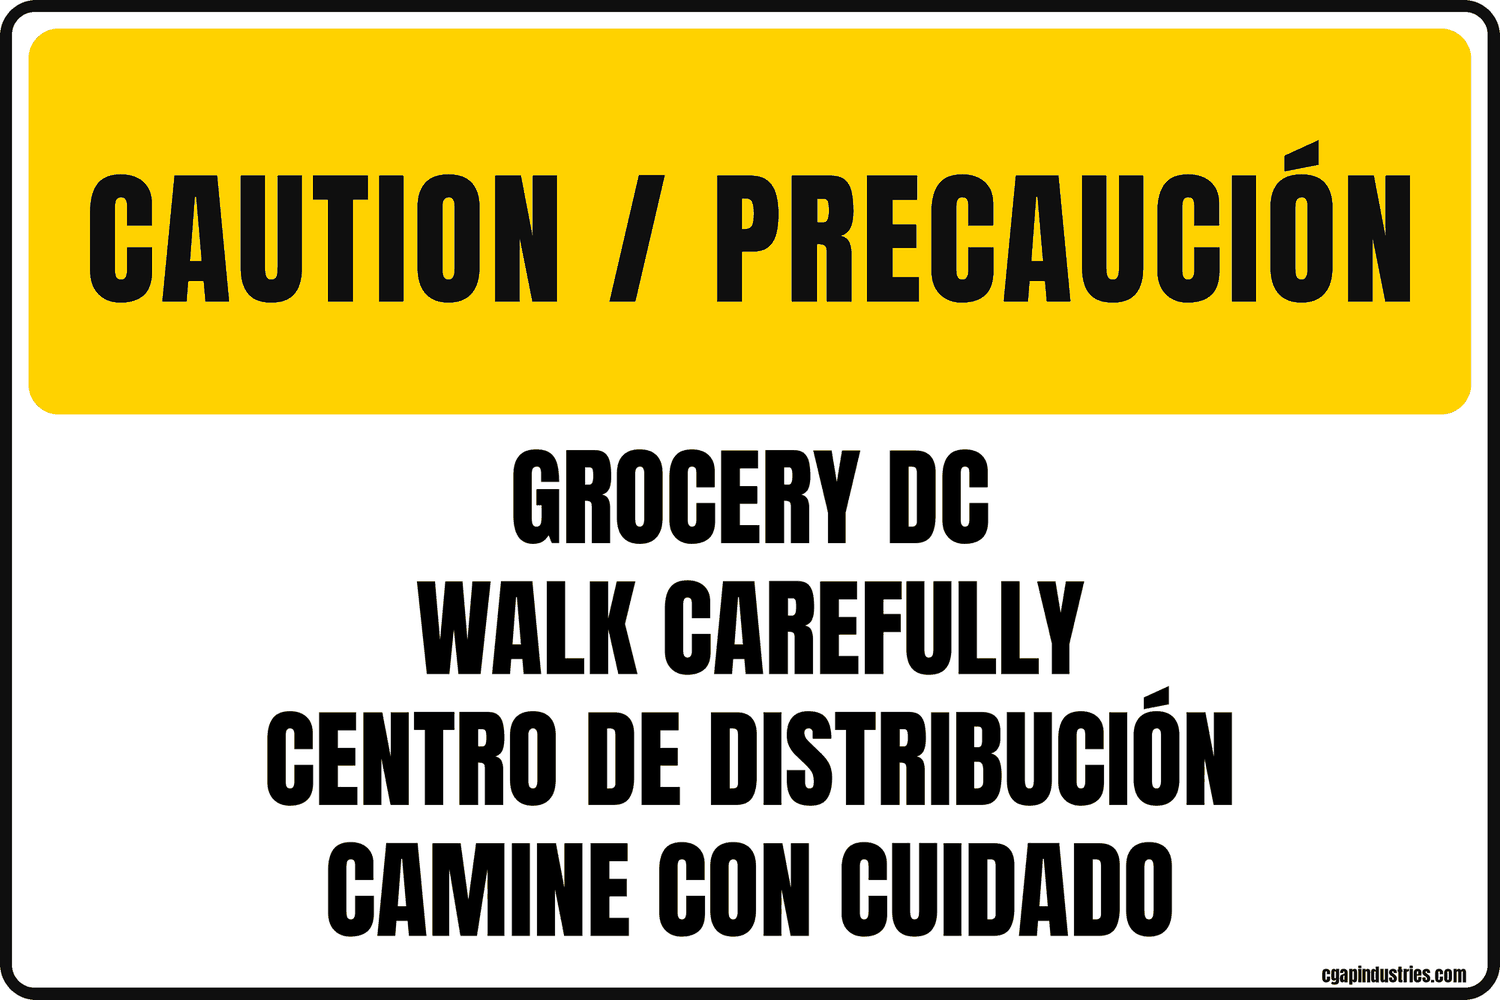 CAUTION / PRECAUCIÓN
GROCERY DC
WALK CAREFULLY
CENTRO DE DISTRIBUCIÓN
CAMINE CON CUIDADO
cgapindustries.com